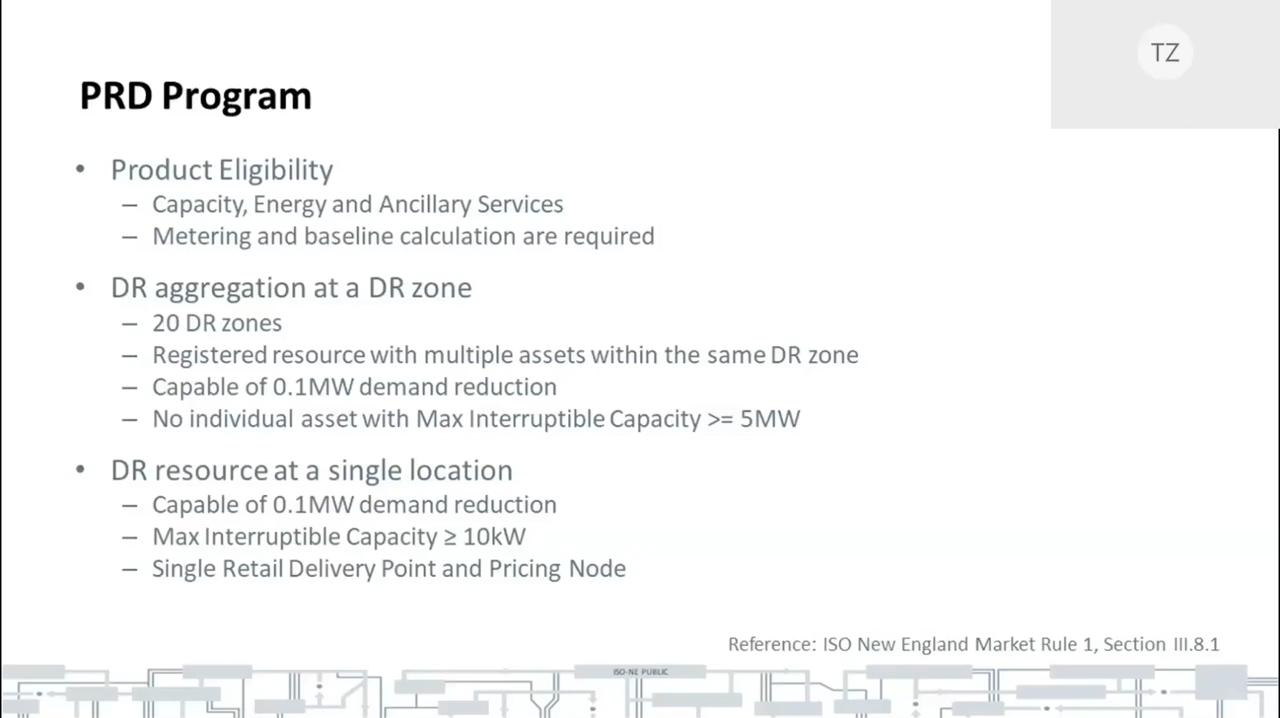 TZ
PRD Program
• Product Eligibility
– Capacity, Energy and Ancillary Services
– Metering and baseline calculation are required
• DR aggregation at a DR zone
– 20 DR zones
– Registered resource with multiple assets within the same DR zone
– Capable of 0.1MW demand reduction
– No individual asset with Max Interruptible Capacity >= 5MW
• DR resource at a single location
– Capable of 0.1MW demand reduction
– Max Interruptible Capacity ≥ 10kW
– Single Retail Delivery Point and Pricing Node
Reference: ISO New England Market Rule 1, Section III.8.1
ISO-NE PUBLIC